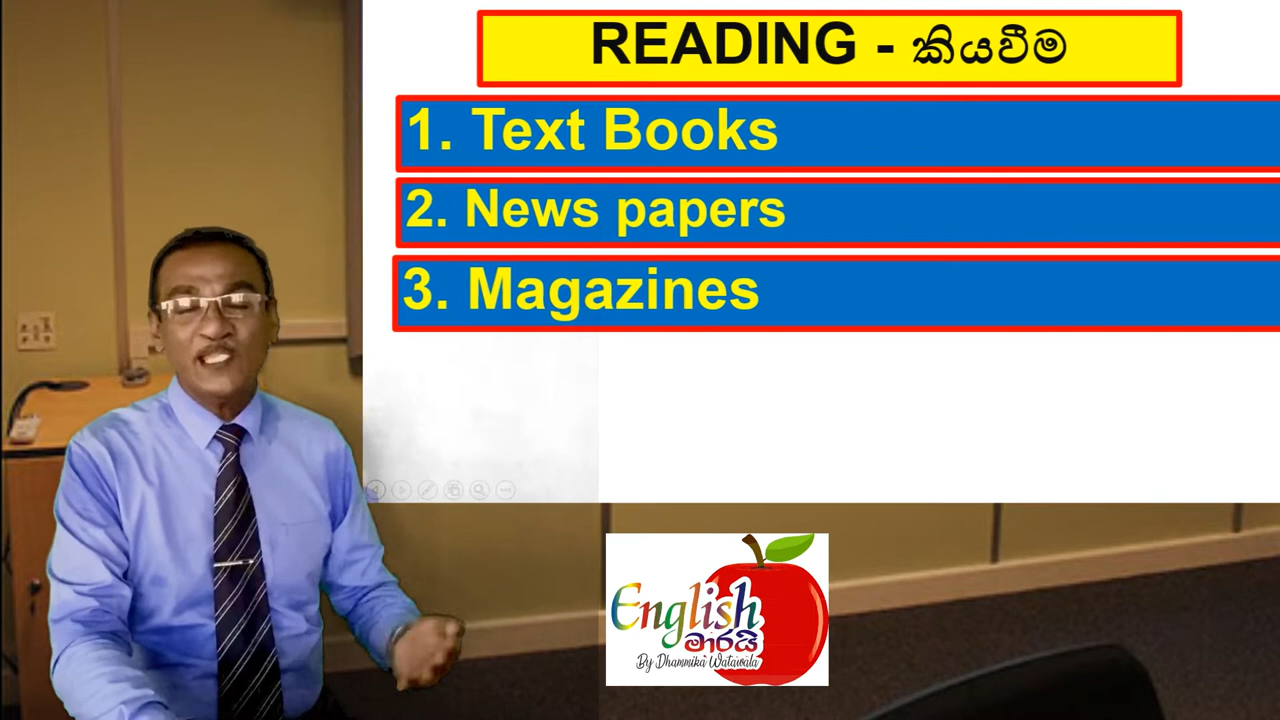 READING - කියවීම
1. Text Books
2. News papers
3. Magazines
English
මාරයි
By Dhammika Watawala